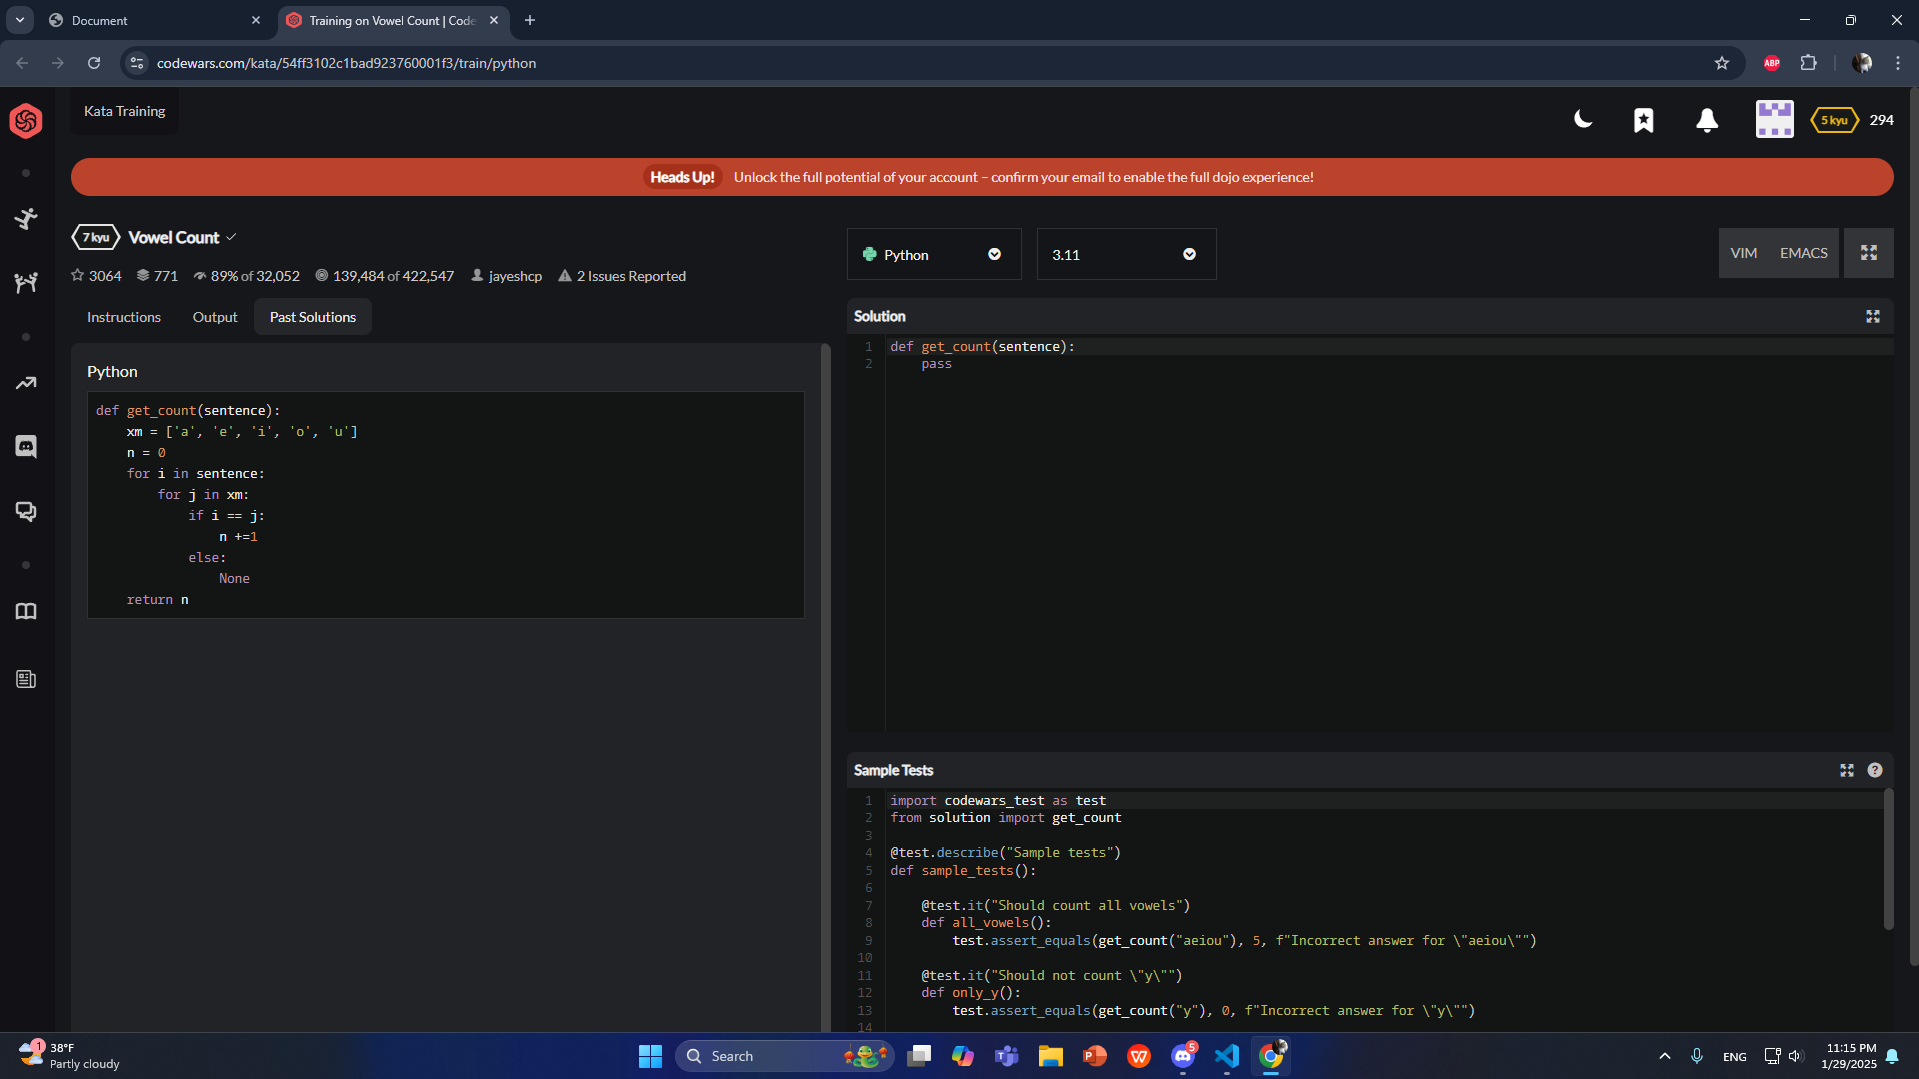 Document
Training on Vowel Count | Code
codewars.com/kata/54ff3102c1bad923760001f3/train/python
ABP
Kata Training
5 kyu
294
Heads Up! Unlock the full potential of your account – confirm your email to enable the full dojo experience!
7 kyu Vowel Count
3064 771 89% of 32,052 139,484 of 422,547 jayeshcp 2 Issues Reported
Instructions Output Past Solutions
Python
def get_count(sentence):
    xm = ['a', 'e', 'i', 'o', 'u']
    n = 0
    for i in sentence:
        for j in xm:
            if i == j:
                n +=1
            else:
                None
    return n
Python 3.11
VIM EMACS
Solution
1 def get_count(sentence):
2     pass
Sample Tests
?
1 import codewars_test as test
2 from solution import get_count
3
4 @test.describe("Sample tests")
5 def sample_tests():
6
7     @test.it("Should count all vowels")
8     def all_vowels():
9         test.assert_equals(get_count("aeiou"), 5, f"Incorrect answer for \"aeiou\"")
10
11     @test.it("Should not count \"y\"")
12     def only_y():
13         test.assert_equals(get_count("y"), 0, f"Incorrect answer for \"y\"")
14
1
38°F
Partly cloudy
Search
5
ENG
11:15 PM
1/29/2025